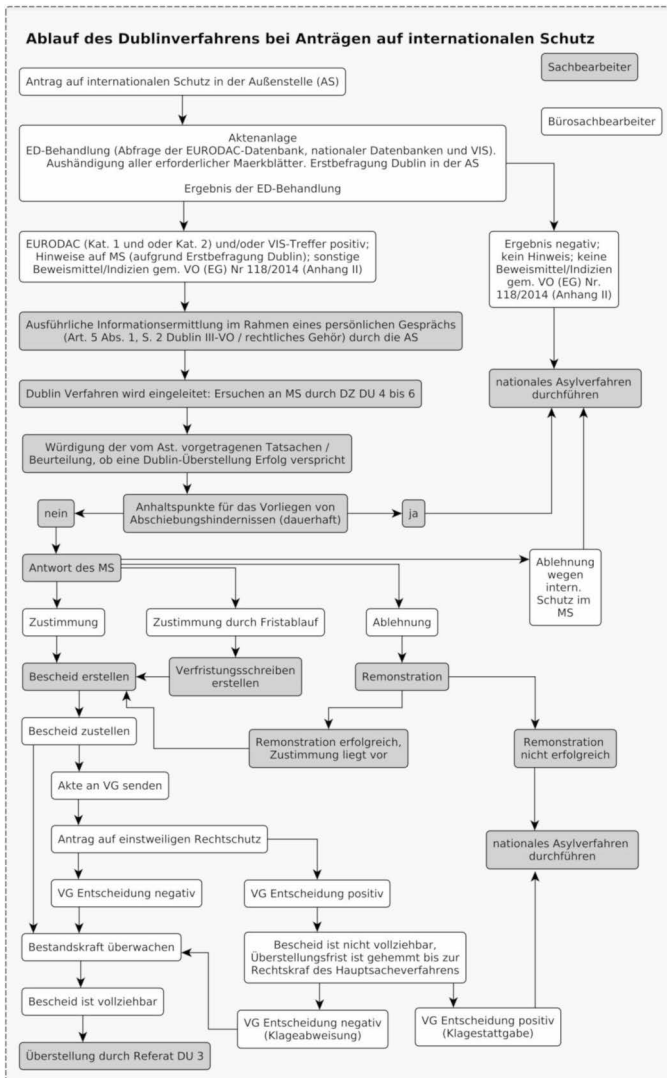 Ablauf des Dublinverfahrens bei Anträgen auf internationalen Schutz
Sachbearbeiter
Antrag auf internationalen Schutz in der Außenstelle (AS)
Bürosachbearbeiter
Aktenanlage
ED-Behandlung (Abfrage der EURODAC-Datenbank, nationaler Datenbanken und VIS).
Aushändigung aller erforderlicher Maerkblätter. Erstbefragung Dublin in der AS
Ergebnis der ED-Behandlung
EURODAC (Kat. 1 und oder Kat. 2) und/oder VIS-Treffer positiv;
Hinweise auf MS (aufgrund Erstbefragung Dublin); sonstige
Beweismittel/Indizien gem. VO (EG) Nr 118/2014 (Anhang II)
Ergebnis negativ;
kein Hinweis; keine
Beweismittel/Indizien
gem. VO (EG) Nr.
118/2014 (Anhang II)
Ausführliche Informationsermittlung im Rahmen eines persönlichen Gesprächs
(Art. 5 Abs. 1, S. 2 Dublin III-VO / rechtliches Gehör) durch die AS
Dublin Verfahren wird eingeleitet: Ersuchen an MS durch DZ DU 4 bis 6
nationales Asylverfahren
durchführen
Würdigung der vom Ast. vorgetragenen Tatsachen /
Beurteilung, ob eine Dublin-Überstellung Erfolg verspricht
nein
Anhaltspunkte für das Vorliegen von
Abschiebungshindernissen (dauerhaft)
ja
Antwort des MS
Ablehnung
wegen
intern.
Schutz im
MS
Zustimmung
Zustimmung durch Fristablauf
Ablehnung
Bescheid erstellen
Verfristungsschreiben
erstellen
Remonstration
Bescheid zustellen
Remonstration erfolgreich,
Zustimmung liegt vor
Remonstration
nicht erfolgreich
Akte an VG senden
Antrag auf einstweiligen Rechtschutz
nationales Asylverfahren
durchführen
VG Entscheidung negativ
VG Entscheidung positiv
Bestandskraft überwachen
Bescheid ist nicht vollziehbar,
Überstellungsfrist ist gehemmt bis zur
Rechtskraf des Hauptsacheverfahrens
Bescheid ist vollziehbar
VG Entscheidung negativ
(Klageabweisung)
VG Entscheidung positiv
(Klagestattgabe)
Überstellung durch Referat DU 3